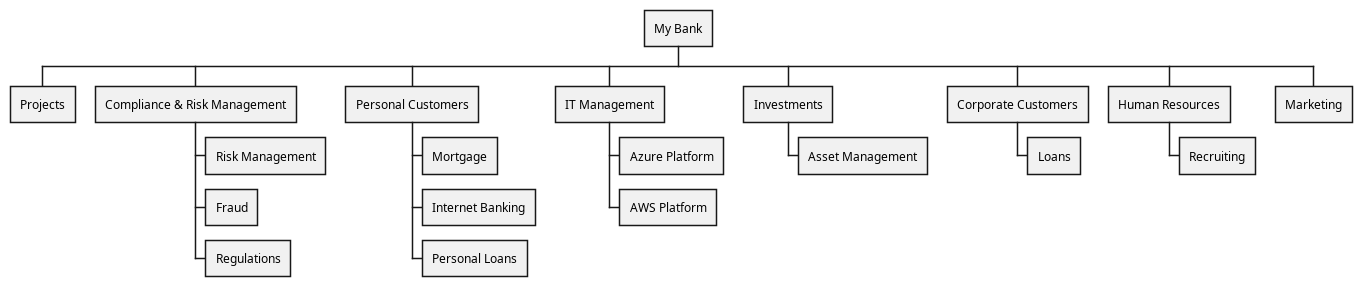 My Bank
Projects
Compliance & Risk Management
Personal Customers
IT Management
Investments
Corporate Customers
Human Resources
Marketing
Risk Management
Mortgage
Azure Platform
Asset Management
Loans
Recruiting
Fraud
Internet Banking
AWS Platform
Regulations
Personal Loans